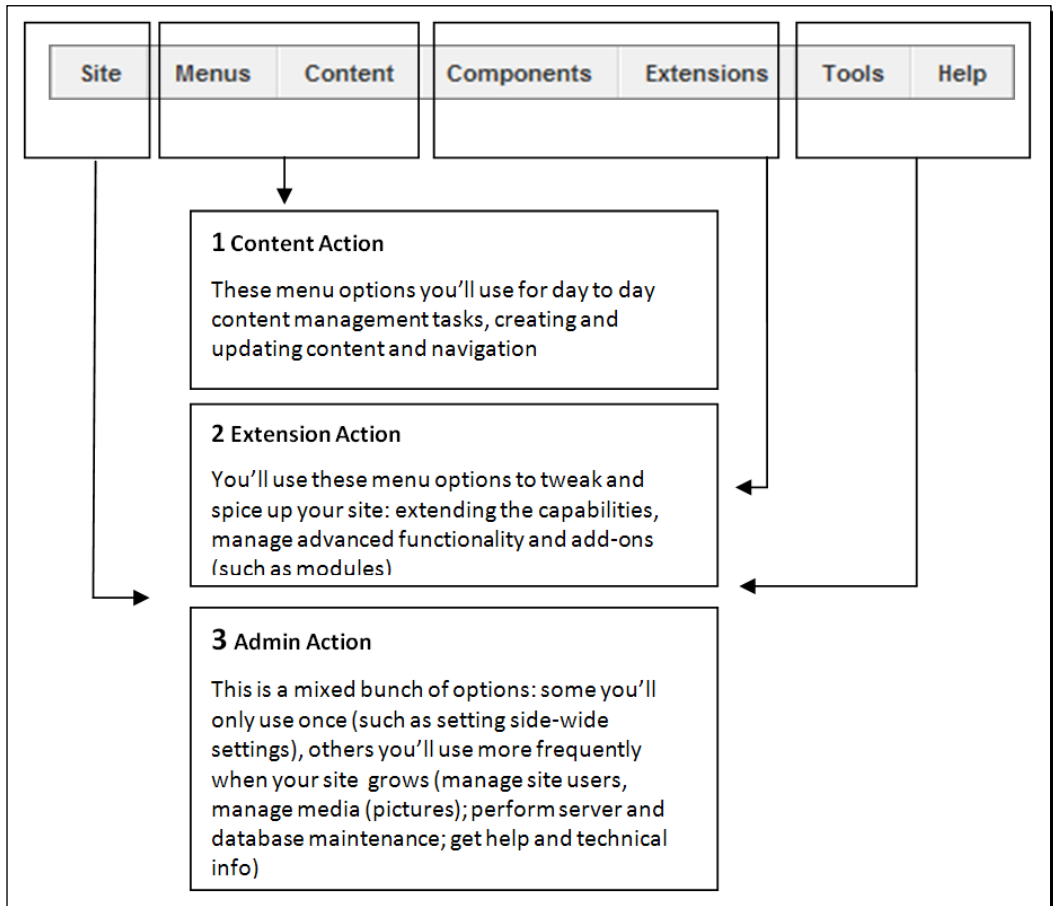 Site Menus Content Components Extensions Tools Help
1 Content Action
These menu options you’ll use for day to day
content management tasks, creating and
updating content and navigation
2 Extension Action
You’ll use these menu options to tweak and
spice up your site: extending the capabilities,
manage advanced functionality and add-ons
(such as modules)
3 Admin Action
This is a mixed bunch of options: some you’ll
only use once (such as setting side-wide
settings), others you’ll use more frequently
when your site grows (manage site users,
manage media (pictures); perform server and
database maintenance; get help and technical
info)